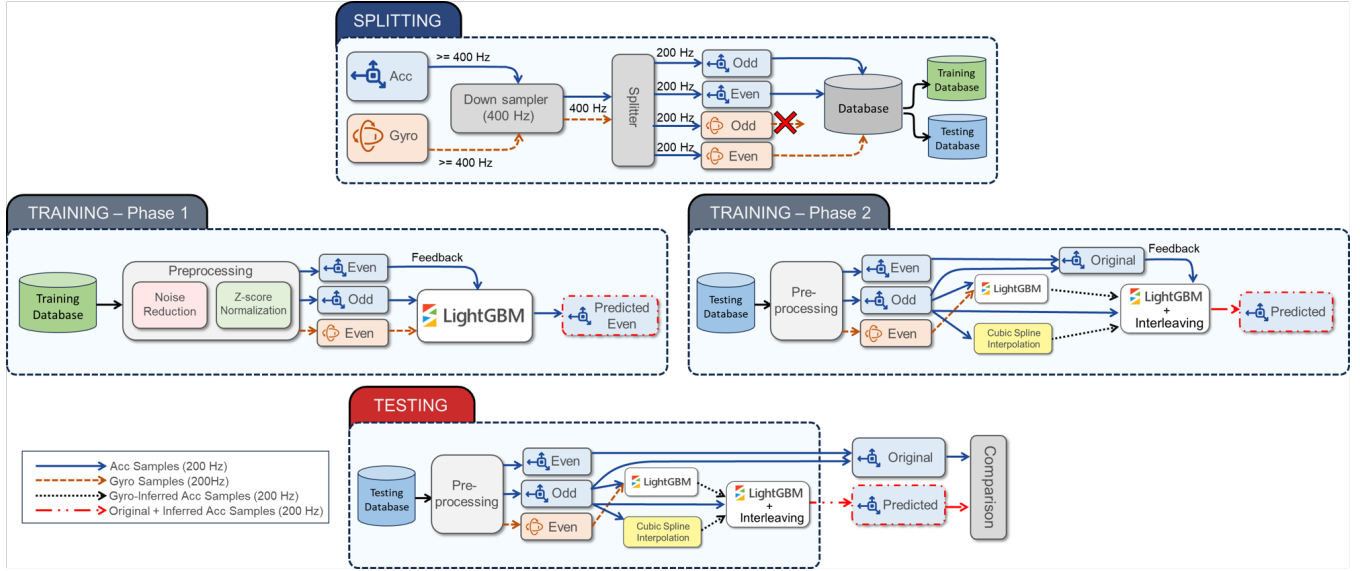 SPLITTING
>= 400 Hz
Acc
Gyro
>= 400 Hz
Down sampler
(400 Hz)
400 Hz
Splitter
200 Hz
Odd
200 Hz
Even
200 Hz
Odd
200 Hz
Even
Database
Training
Database
Testing
Database
TRAINING – Phase 1
Training
Database
Preprocessing
Noise
Reduction
Z-score
Normalization
Even
Odd
Even
Feedback
LightGBM
Predicted
Even
TRAINING – Phase 2
Testing
Database
Pre-
processing
Even
Odd
Even
LightGBM
Cubic Spline
Interpolation
Original
Feedback
LightGBM
+
Interleaving
Predicted
TESTING
Testing
Database
Pre-
processing
Even
Odd
Even
LightGBM
Cubic Spline
Interpolation
LightGBM
+
Interleaving
Original
Predicted
Comparison
Acc Samples (200 Hz)
Gyro Samples (200Hz)
Gyro-Inferred Acc Samples (200 Hz)
Original + Inferred Acc Samples (200 Hz)